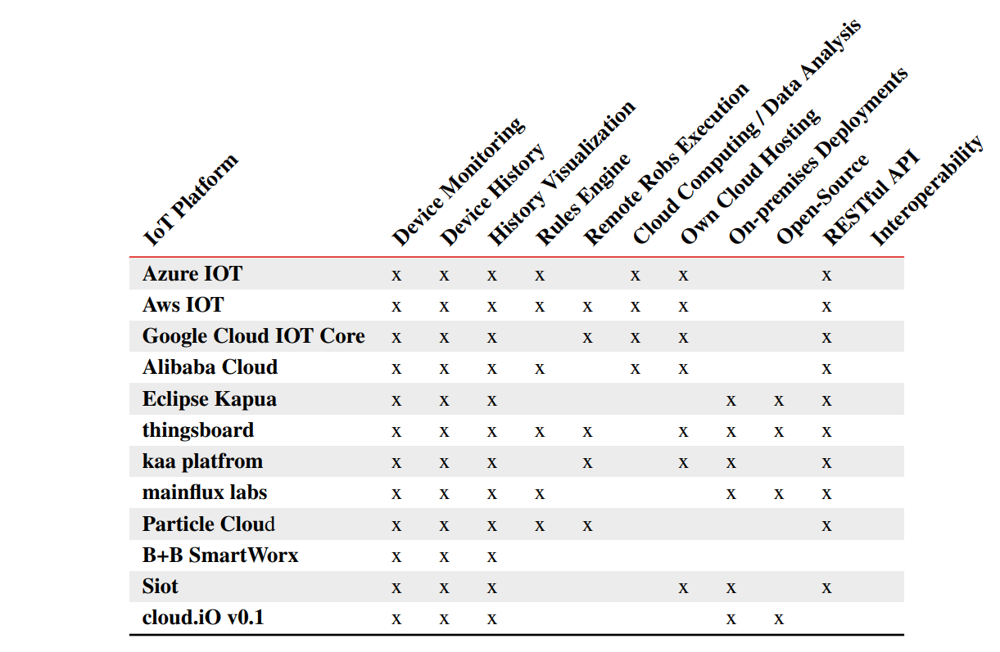 IoT Platform Device Monitoring Device History History Visualization Rules Engine Remote Robs Execution Cloud Computing / Data Analysis Own Cloud Hosting On-premises Deployments Open-Source RESTful API Interoperability
Azure IOT x x x x x x x
Aws IOT x x x x x x x x
Google Cloud IOT Core x x x x x x x
Alibaba Cloud x x x x x x x
Eclipse Kapua x x x x x x
thingsboard x x x x x x x x x
kaa platfrom x x x x x x x
mainflux labs x x x x x x x
Particle Cloud x x x x x x
B+B SmartWorx x x x
Siot x x x x x x
cloud.iO v0.1 x x x x x